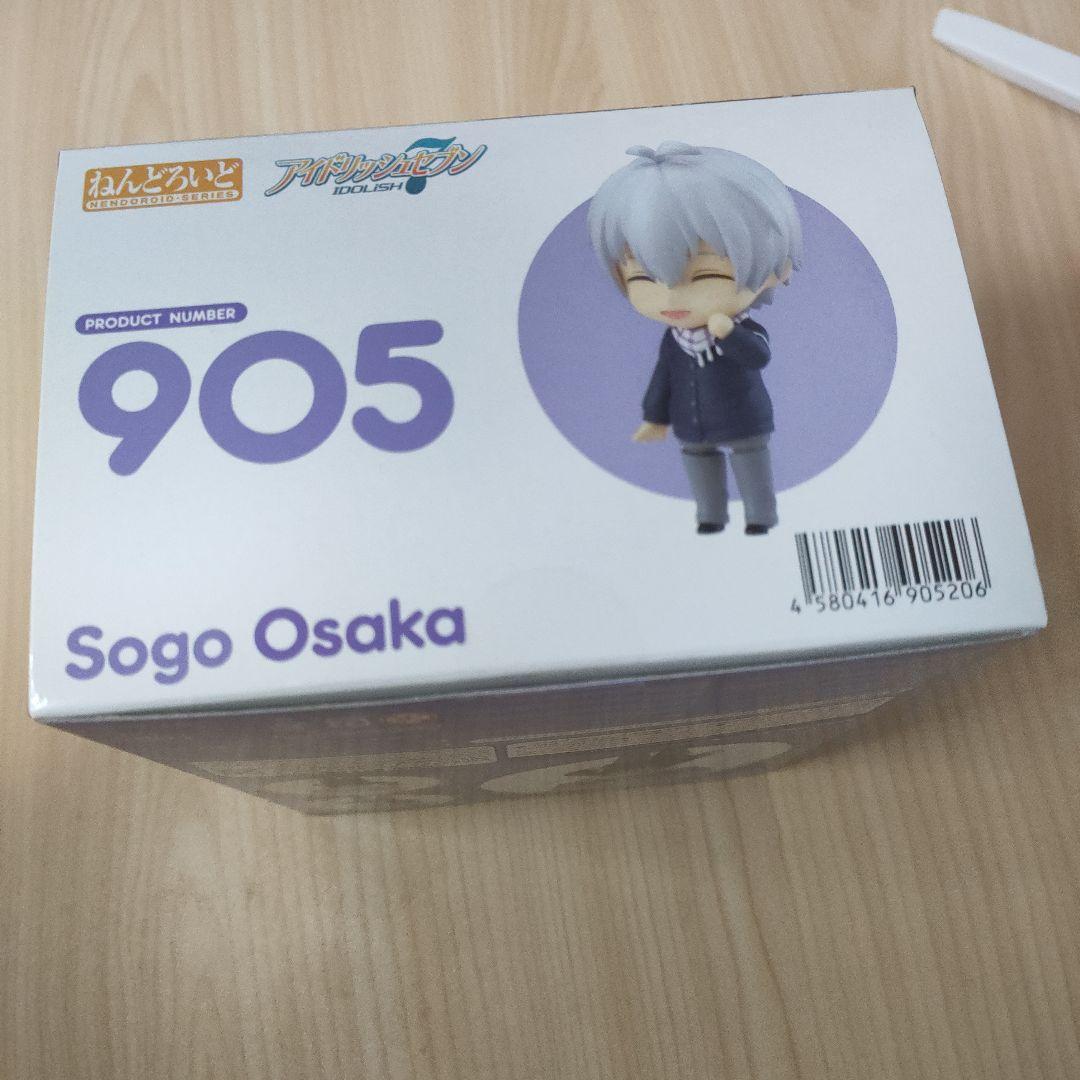 ねんどろいど
NENDOROID·SERIES
アイドリッシュセブン
IDOLiSH7
PRODUCT NUMBER
905
Sogo Osaka
4 580416 905206